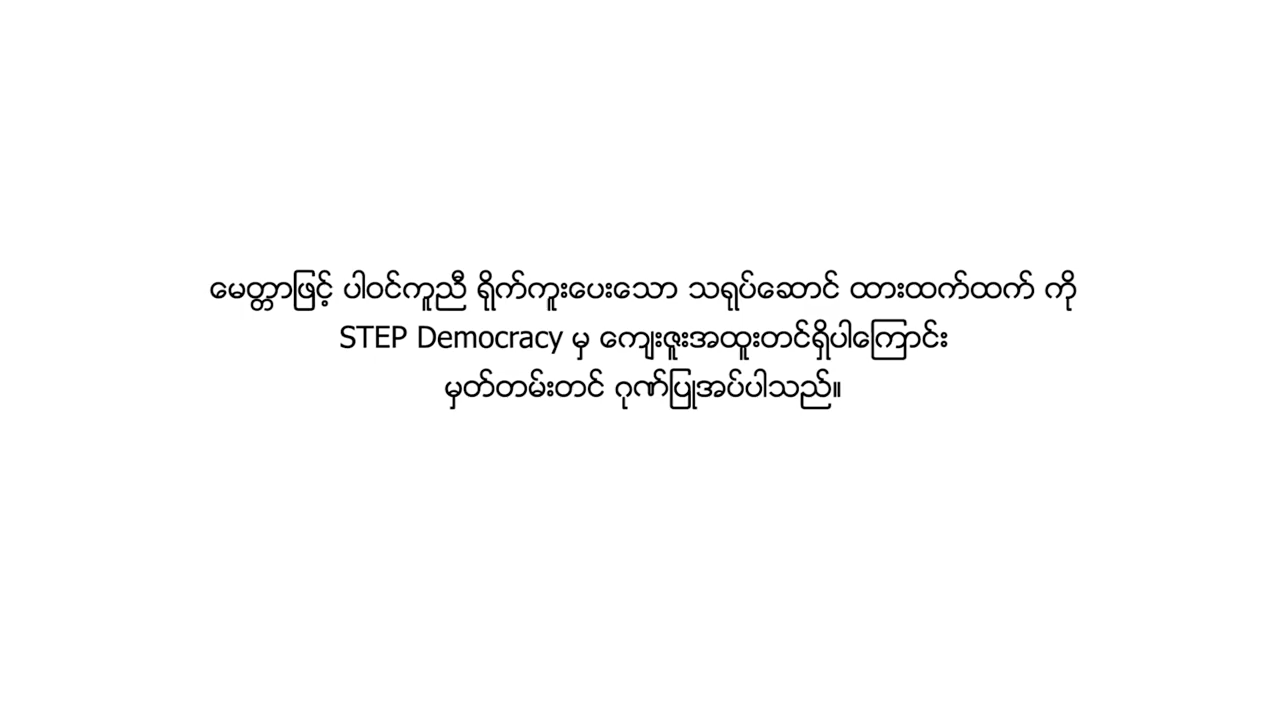 မေတ္တာဖြင့် ပါဝင်ကူညီ ရိုက်ကူးပေးသော သရုပ်ဆောင် ထားထက်ထက် ကို
STEP Democracy မှ ကျေးဇူးအထူးတင်ရှိပါကြောင်း
မှတ်တမ်းတင် ဂုဏ်ပြုအပ်ပါသည်။